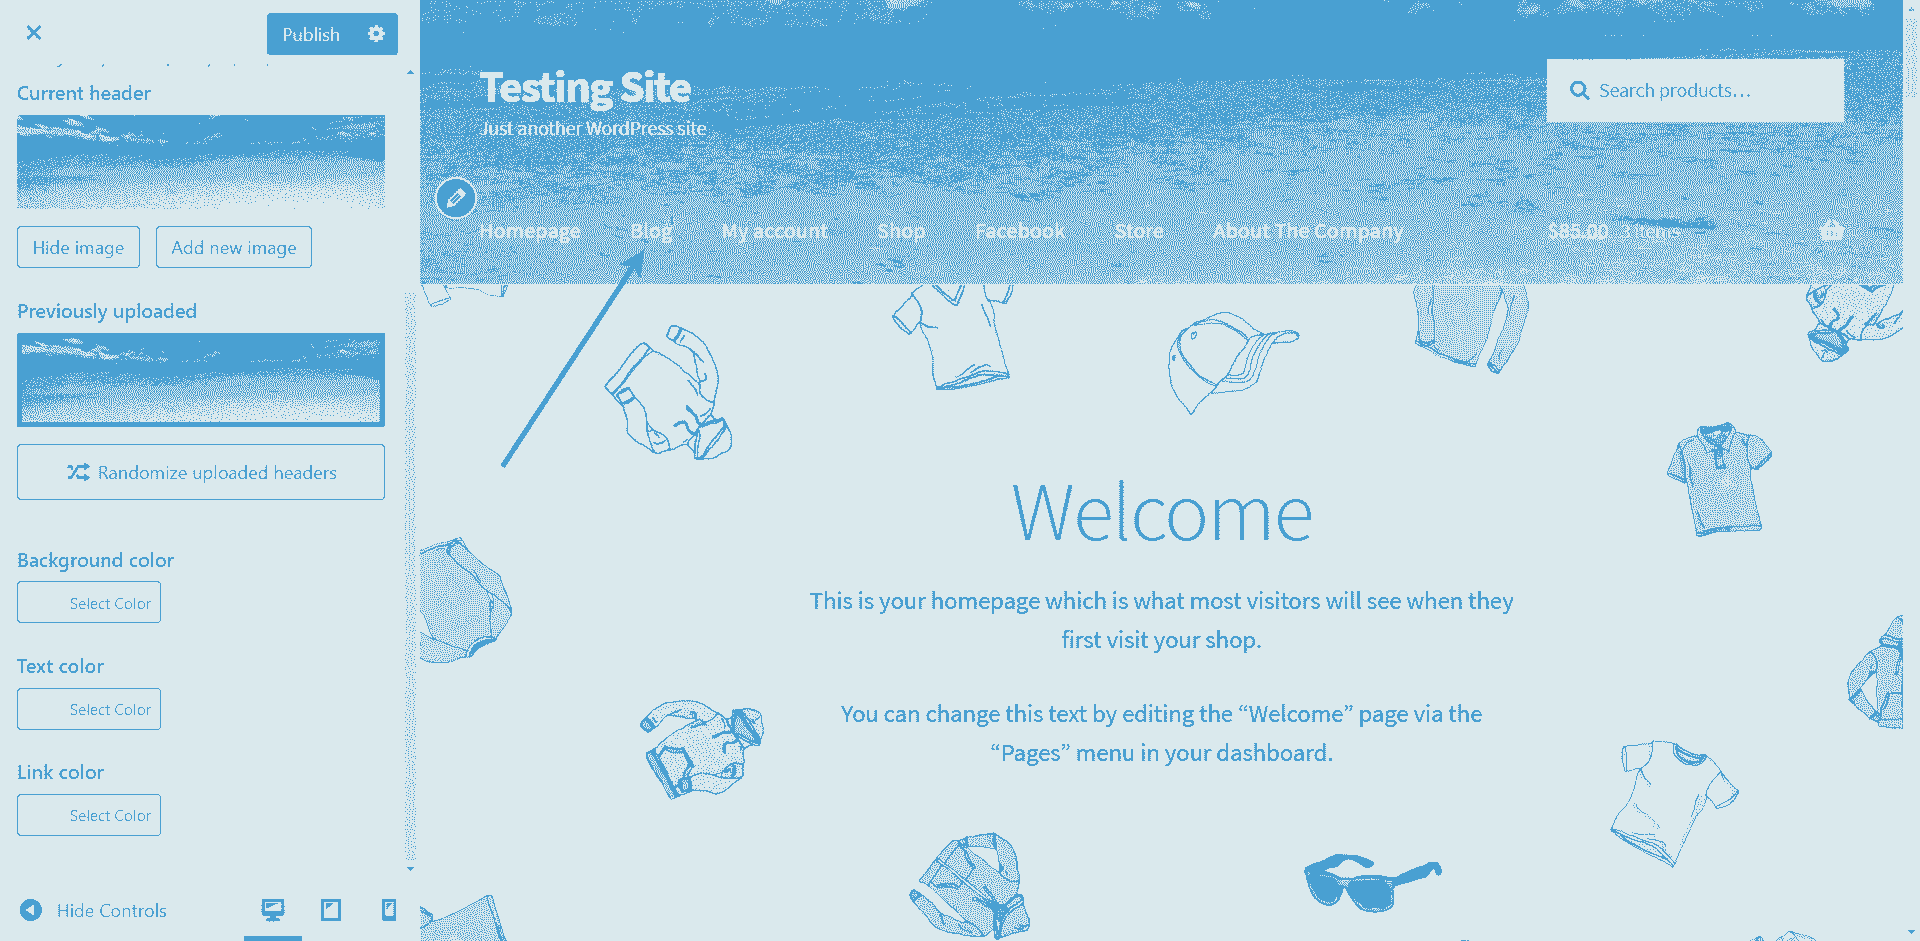 Publish
Current header
Hide image
Add new image
Previously uploaded
Randomize uploaded headers
Background color
Select Color
Text color
Select Color
Link color
Select Color
Hide Controls
Testing Site
Just another WordPress site
Search products…
Homepage Blog My account Shop Facebook Store About The Company $85.00 3 items
Welcome
This is your homepage which is what most visitors will see when they
first visit your shop.
You can change this text by editing the “Welcome” page via the
“Pages” menu in your dashboard.